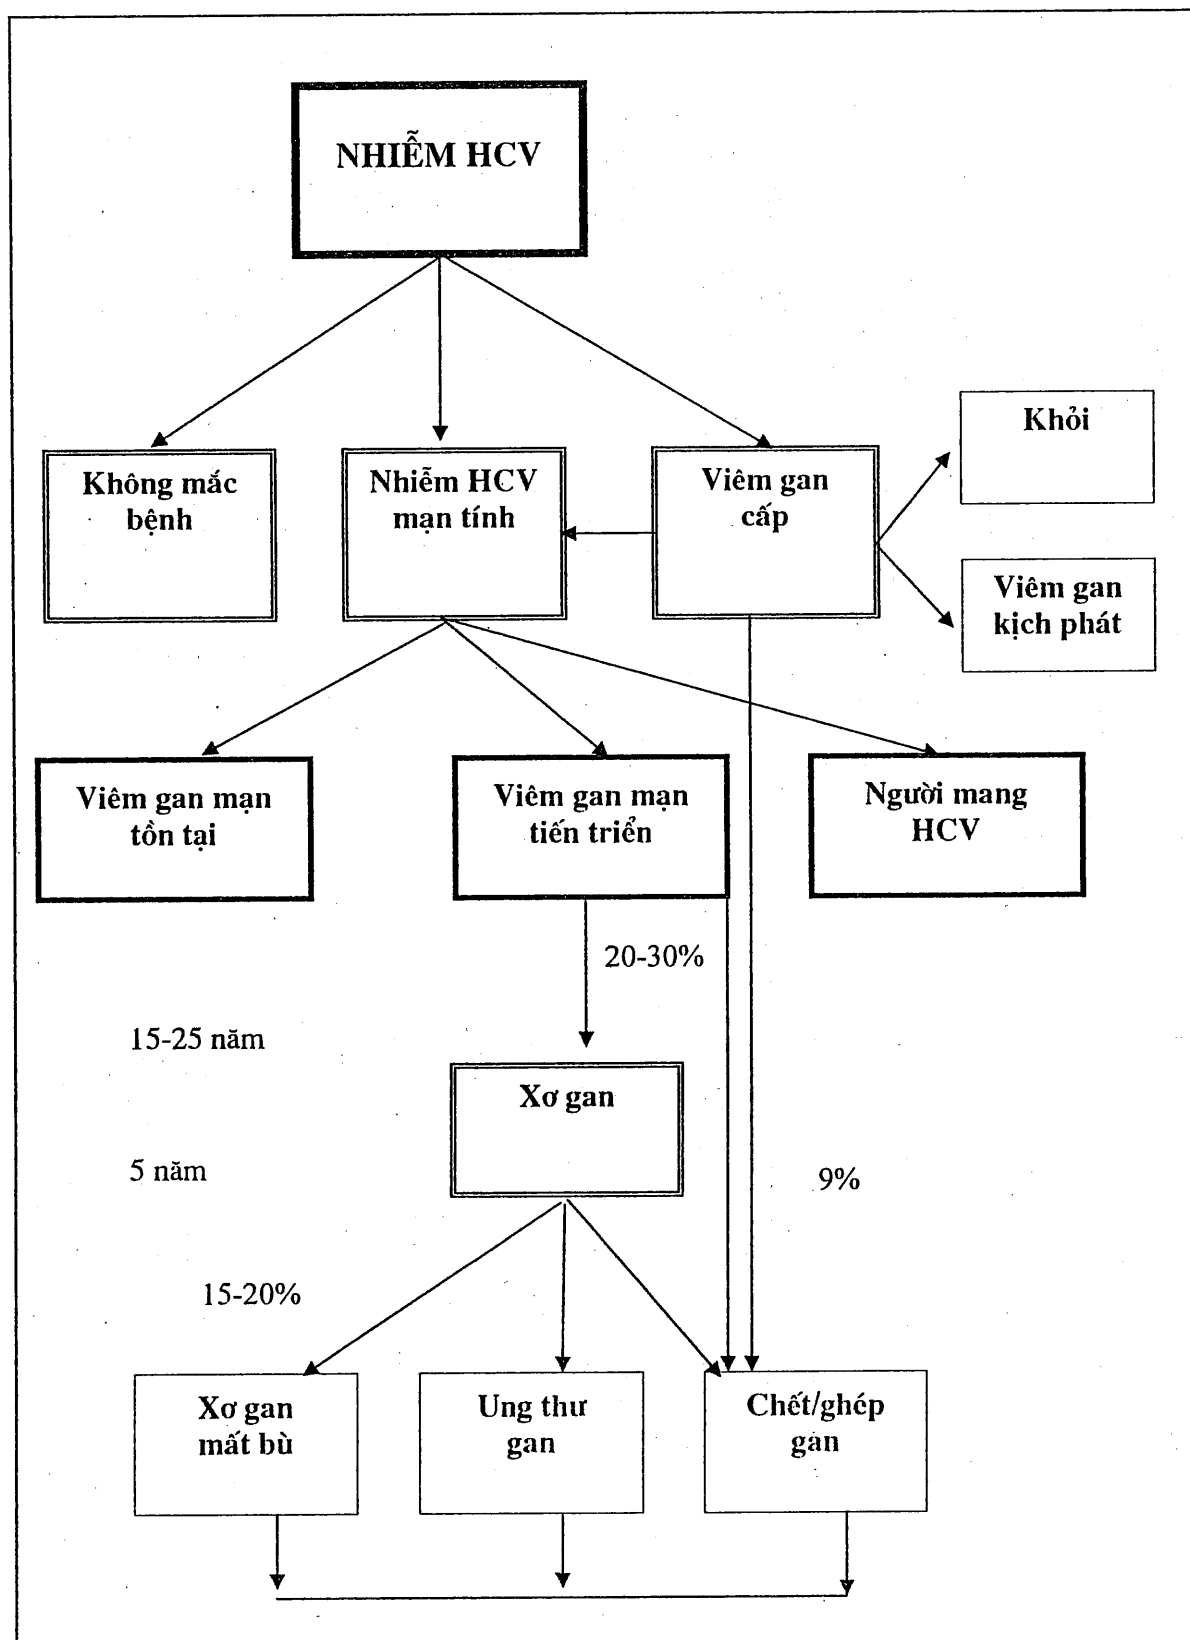 NHIỄM HCV
Khỏi
Không mắc
bệnh
Nhiễm HCV
mạn tính
Viêm gan
cấp
Viêm gan
kịch phát
Viêm gan mạn
tồn tại
Viêm gan mạn
tiến triển
Người mang
HCV
20-30%
15-25 năm
Xơ gan
5 năm
9%
15-20%
Xơ gan
mất bù
Ung thư
gan
Chết/ghép
gan